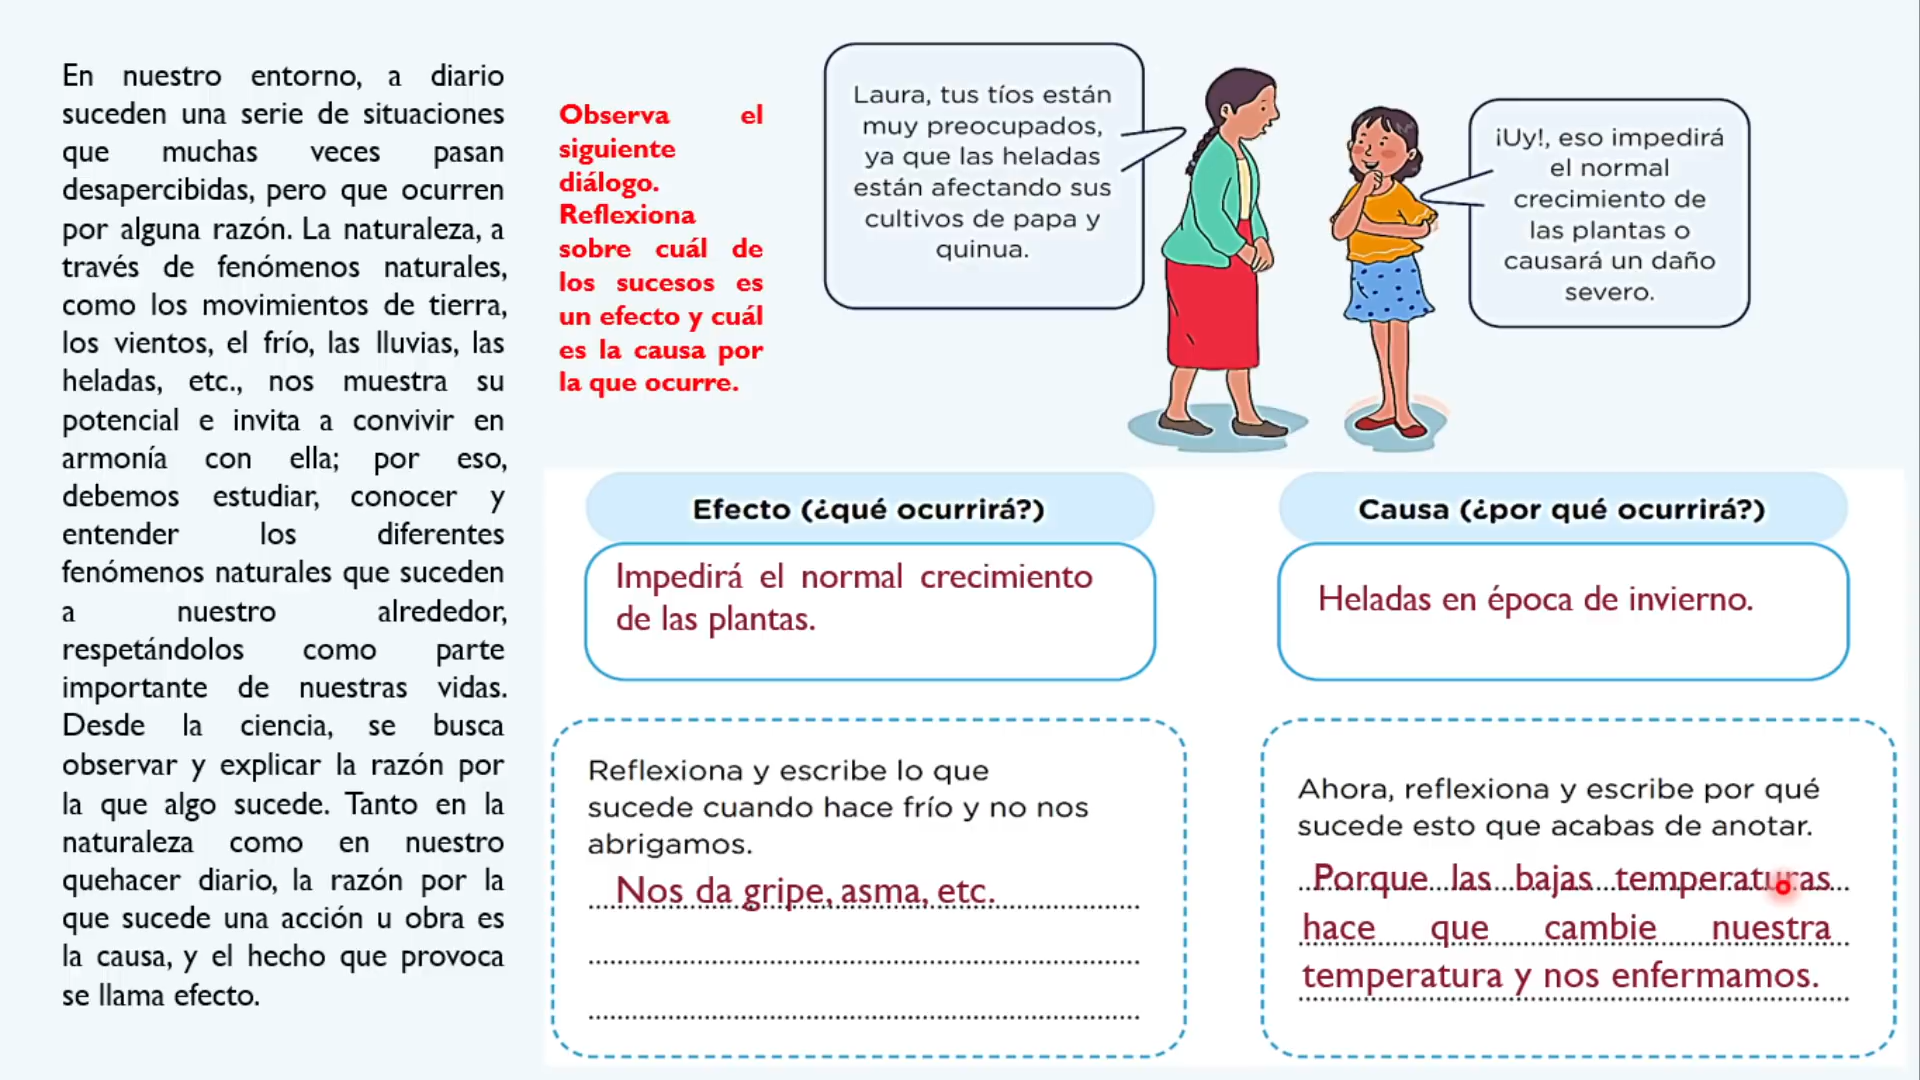 En nuestro entorno, a diario
suceden una serie de situaciones
que muchas veces pasan
desapercibidas, pero que ocurren
por alguna razón. La naturaleza, a
través de fenómenos naturales,
como los movimientos de tierra,
los vientos, el frío, las lluvias, las
heladas, etc., nos muestra su
potencial e invita a convivir en
armonía con ella; por eso,
debemos estudiar, conocer y
entender los diferentes
fenómenos naturales que suceden
a nuestro alrededor,
respetándolos como parte
importante de nuestras vidas.
Desde la ciencia, se busca
observar y explicar la razón por
la que algo sucede. Tanto en la
naturaleza como en nuestro
quehacer diario, la razón por la
que sucede una acción u obra es
la causa, y el hecho que provoca
se llama efecto.
Observa el
siguiente
diálogo.
Reflexiona
sobre cuál de
los sucesos es
un efecto y cuál
es la causa por
la que ocurre.
Laura, tus tíos están
muy preocupados,
ya que las heladas
están afectando sus
cultivos de papa y
quinua.
¡Uy!, eso impedirá
el normal
crecimiento de
las plantas o
causará un daño
severo.
Efecto (¿qué ocurrirá?)
Impedirá el normal crecimiento
de las plantas.
Causa (¿por qué ocurrirá?)
Heladas en época de invierno.
Reflexiona y escribe lo que
sucede cuando hace frío y no nos
abrigamos.
Nos da gripe, asma, etc.
Ahora, reflexiona y escribe por qué
sucede esto que acabas de anotar.
Porque las bajas temperaturas
hace que cambie nuestra
temperatura y nos enfermamos.